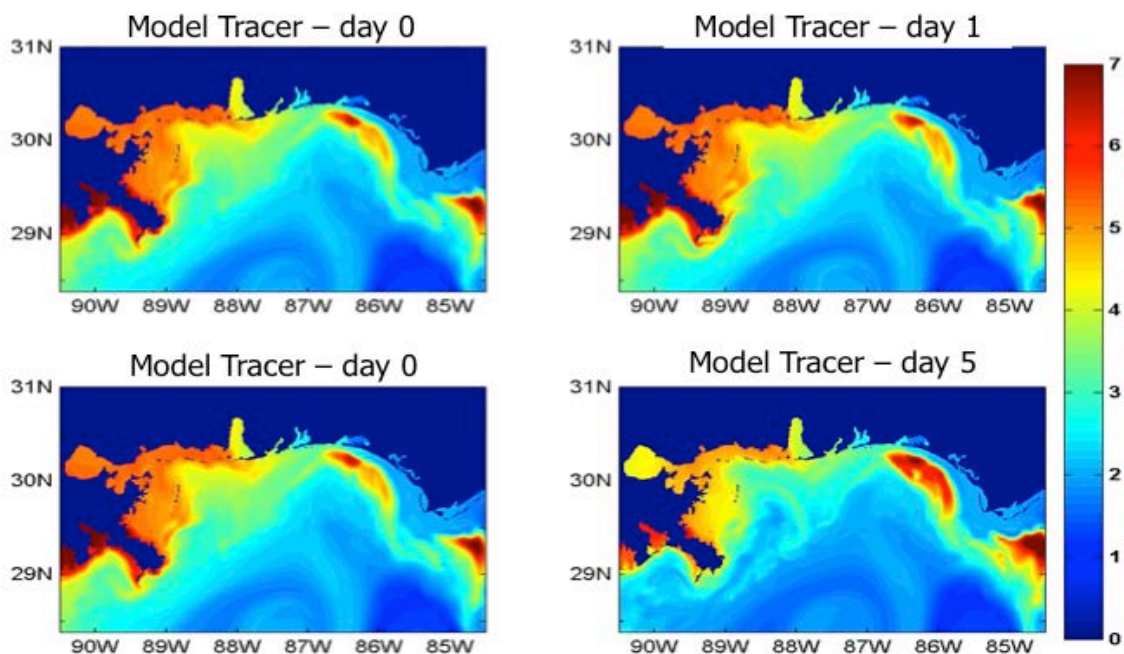 Model Tracer – day 0
31N
30N
29N
90W 89W 88W 87W 86W 85W
Model Tracer – day 1
31N
30N
29N
90W 89W 88W 87W 86W 85W
7
6
5
4
3
2
1
0
Model Tracer – day 0
31N
30N
29N
90W 89W 88W 87W 86W 85W
Model Tracer – day 5
31N
30N
29N
90W 89W 88W 87W 86W 85W